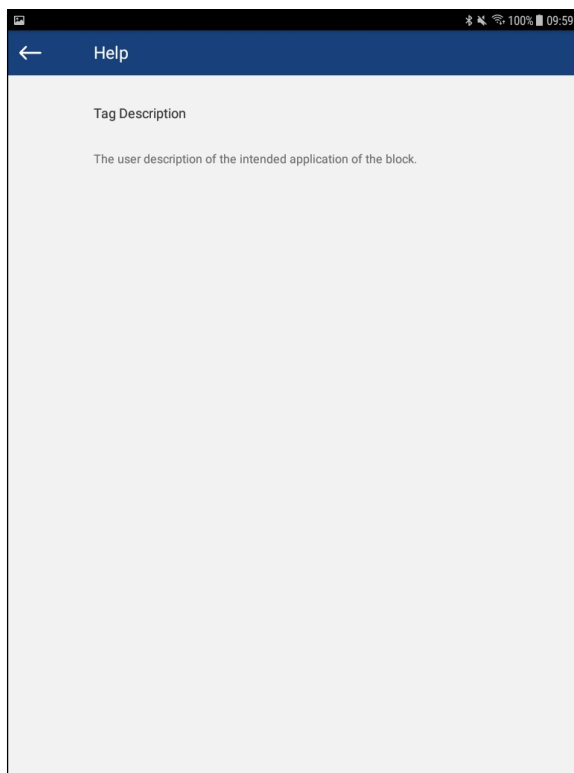 100% 09:59
Help
Tag Description
The user description of the intended application of the block.